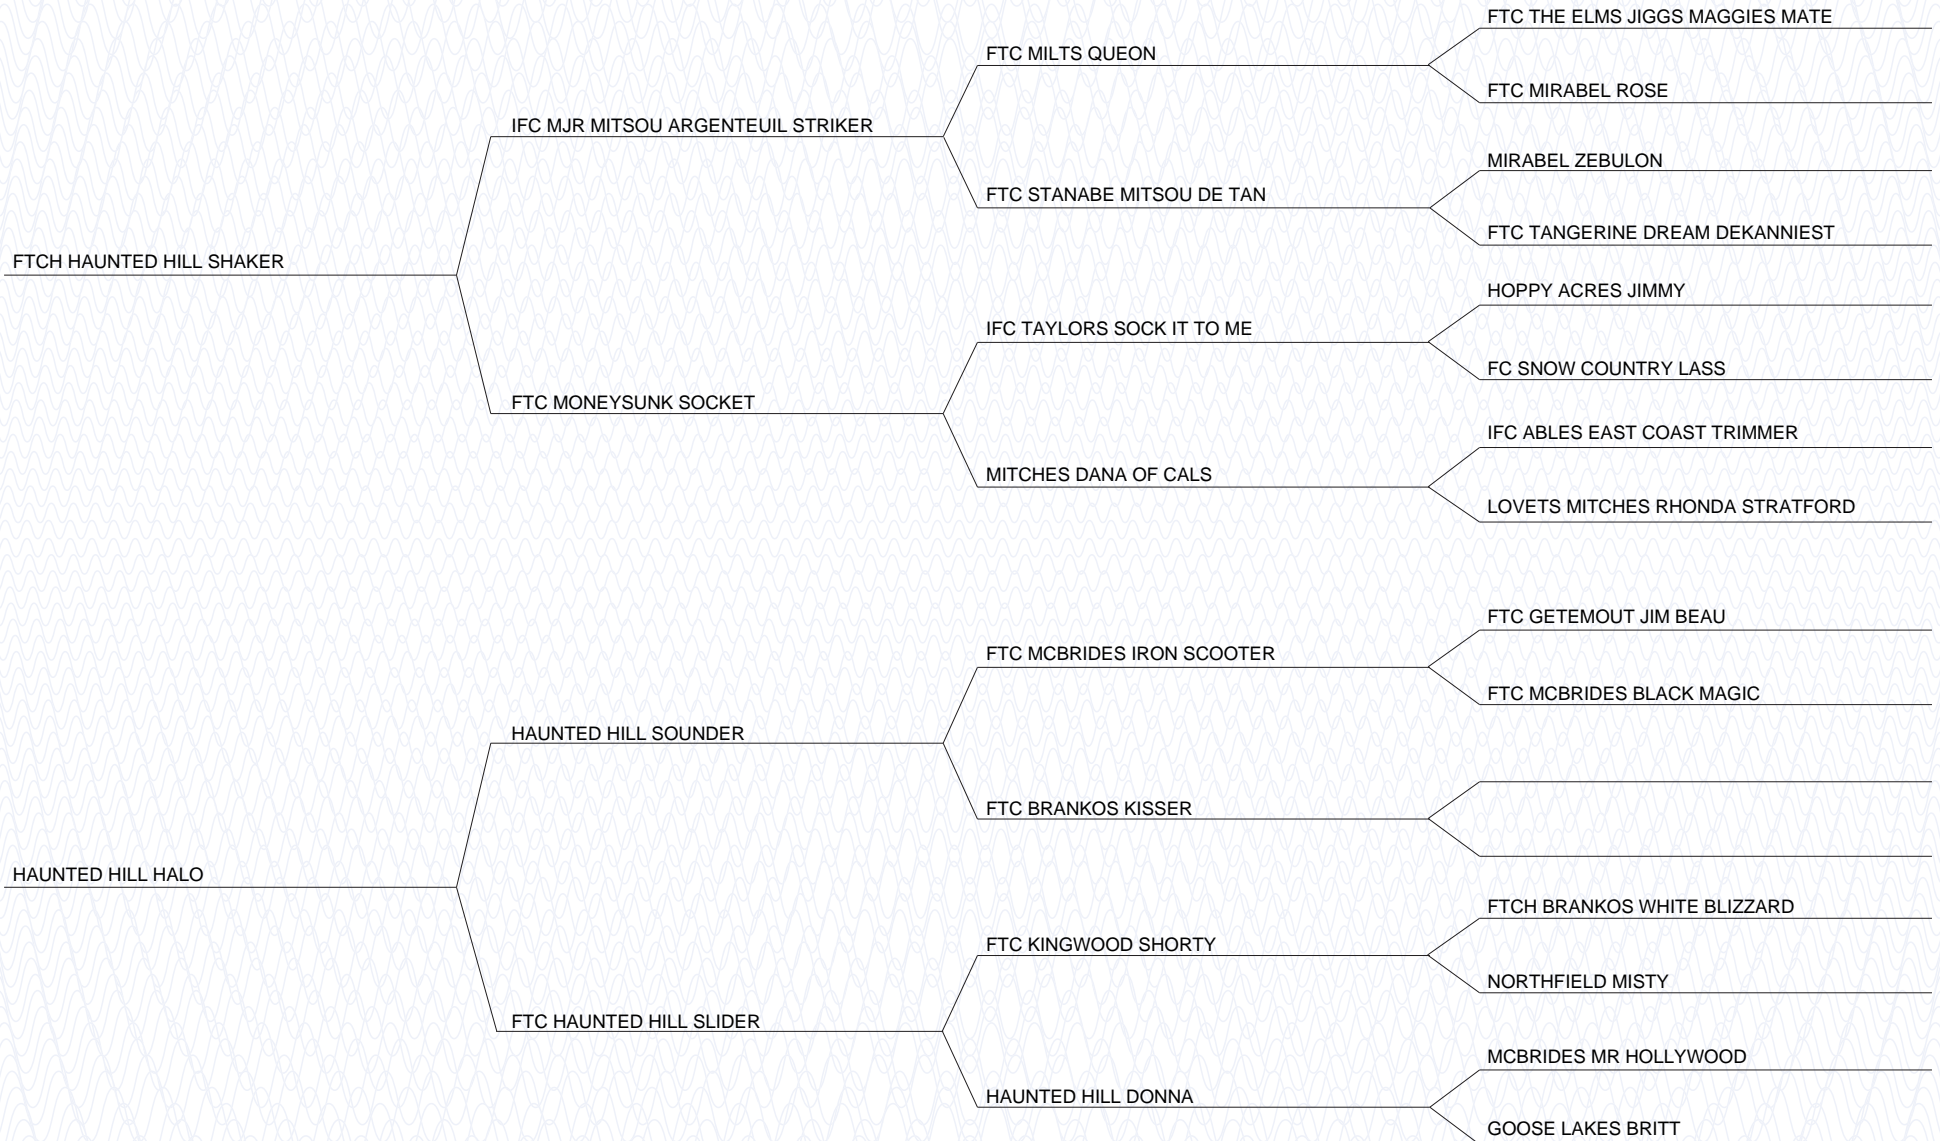 FTC THE ELMS JIGGS MAGGIES MATE
FTC MILTS QUEON
FTC MIRABEL ROSE
IFC MJR MITSOU ARGENTEUIL STRIKER
MIRABEL ZEBULON
FTC STANABE MITSOU DE TAN
FTC TANGERINE DREAM DEKANNIEST
FTCH HAUNTED HILL SHAKER
HOPPY ACRES JIMMY
IFC TAYLORS SOCK IT TO ME
FC SNOW COUNTRY LASS
FTC MONEYSUNK SOCKET
IFC ABLES EAST COAST TRIMMER
MITCHES DANA OF CALS
LOVETS MITCHES RHONDA STRATFORD
FTC GETEMOUT JIM BEAU
FTC MCBRIDES IRON SCOOTER
FTC MCBRIDES BLACK MAGIC
HAUNTED HILL SOUNDER
FTC BRANKOS KISSER
HAUNTED HILL HALO
FTCH BRANKOS WHITE BLIZZARD
FTC KINGWOOD SHORTY
NORTHFIELD MISTY
FTC HAUNTED HILL SLIDER
MCBRIDES MR HOLLYWOOD
HAUNTED HILL DONNA
GOOSE LAKES BRITT